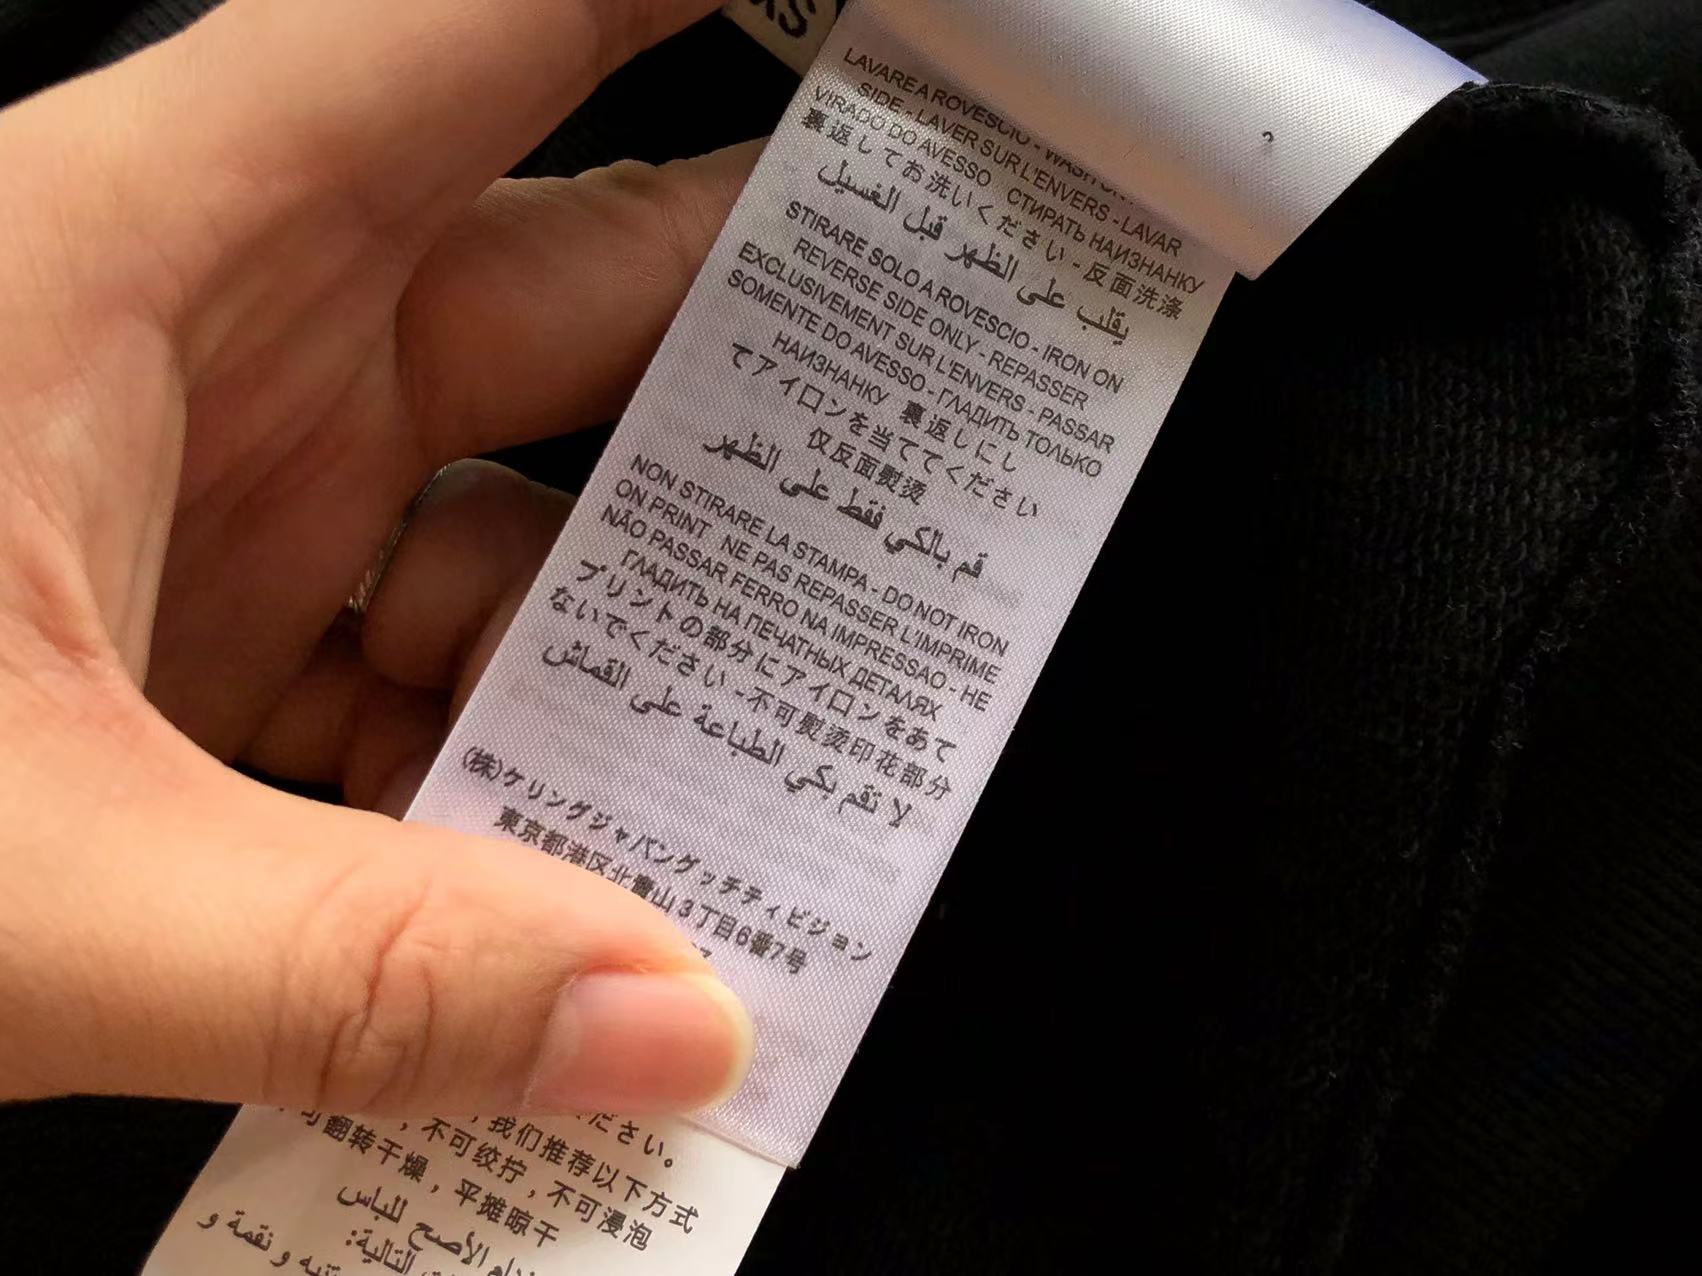 XS
LAVARE A ROVESCIO - WASH
SIDE - LAVER SUR L'ENVERS - LAVAR
VIRADO DO AVESSO СТИРАТЬ НАИЗНАНКУ
裏返してお洗いください - 反面洗涤
يقلب على الظهر قبل الغسيل
STIRARE SOLO A ROVESCIO - IRON ON
REVERSE SIDE ONLY - REPASSER
EXCLUSIVEMENT SUR L'ENVERS - PASSAR
SOMENTE DO AVESSO - ГЛАДИТЬ ТОЛЬКО
НАИЗНАНКУ 裏返しにし
てアイロンを当ててください
仅反面熨烫
قم بالكي فقط على الظهر
NON STIRARE LA STAMPA - DO NOT IRON
ON PRINT NE PAS REPASSER L'IMPRIME
NÃO PASSAR FERRO NA IMPRESSAO - НЕ
ГЛАДИТЬ НА ПЕЧАТНЫХ ДЕТАЛЯХ
プリントの部分にアイロンをあて
ないでください - 不可熨烫印花部分
لا تقم بكي الطباعة على القماش
(株)ケリングジャパングッチディビジョン
東京都港区北青山3丁目6番7号
ださい。
,我们推荐以下方式
,不可绞拧,不可浸泡
可翻转干燥,平摊晾干
الأصح للباس
التالية:
و نقمة و